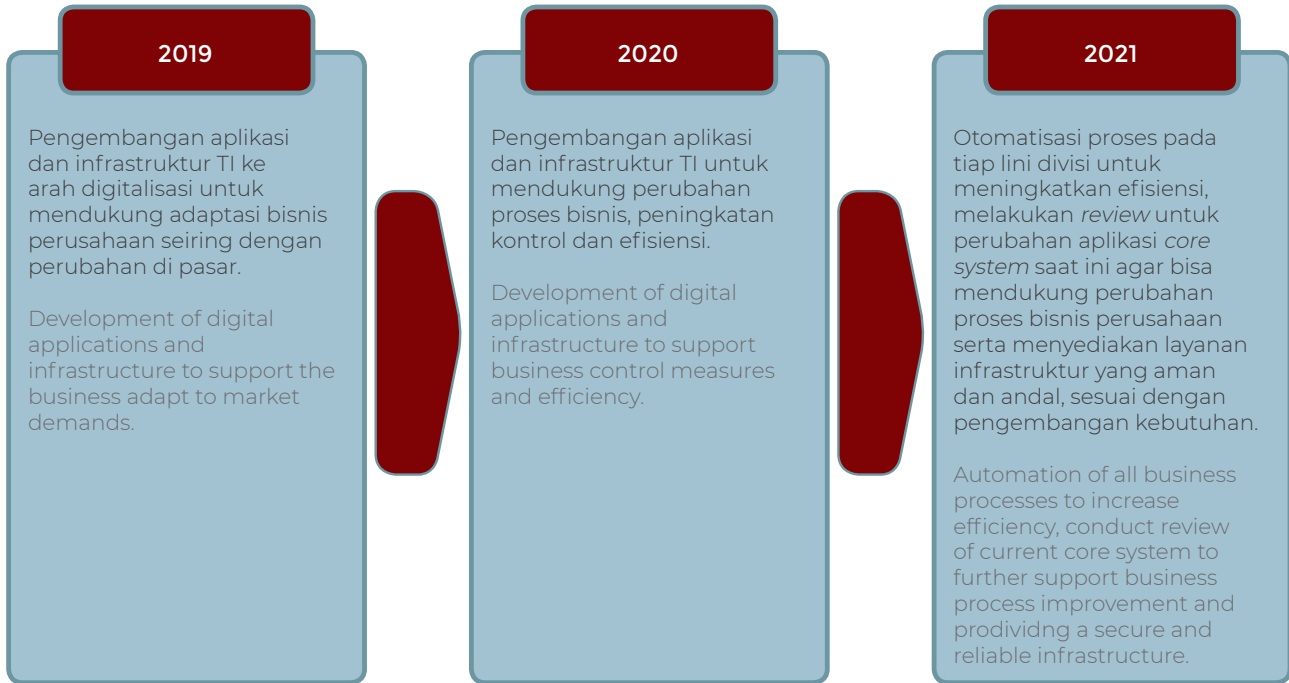 2019
Pengembangan aplikasi
dan infrastruktur TI ke
arah digitalisasi untuk
mendukung adaptasi bisnis
perusahaan seiring dengan
perubahan di pasar.
Development of digital
applications and
infrastructure to support the
business adapt to market
demands.
2020
Pengembangan aplikasi
dan infrastruktur TI untuk
mendukung perubahan
proses bisnis, peningkatan
kontrol dan efisiensi.
Development of digital
applications and
infrastructure to support
business control measures
and efficiency.
2021
Otomatisasi proses pada
tiap lini divisi untuk
meningkatkan efisiensi,
melakukan review untuk
perubahan aplikasi core
system saat ini agar bisa
mendukung perubahan
proses bisnis perusahaan
serta menyediakan layanan
infrastruktur yang aman
dan andal, sesuai dengan
pengembangan kebutuhan.
Automation of all business
processes to increase
efficiency, conduct review
of current core system to
further support business
process improvement and
prodividng a secure and
reliable infrastructure.